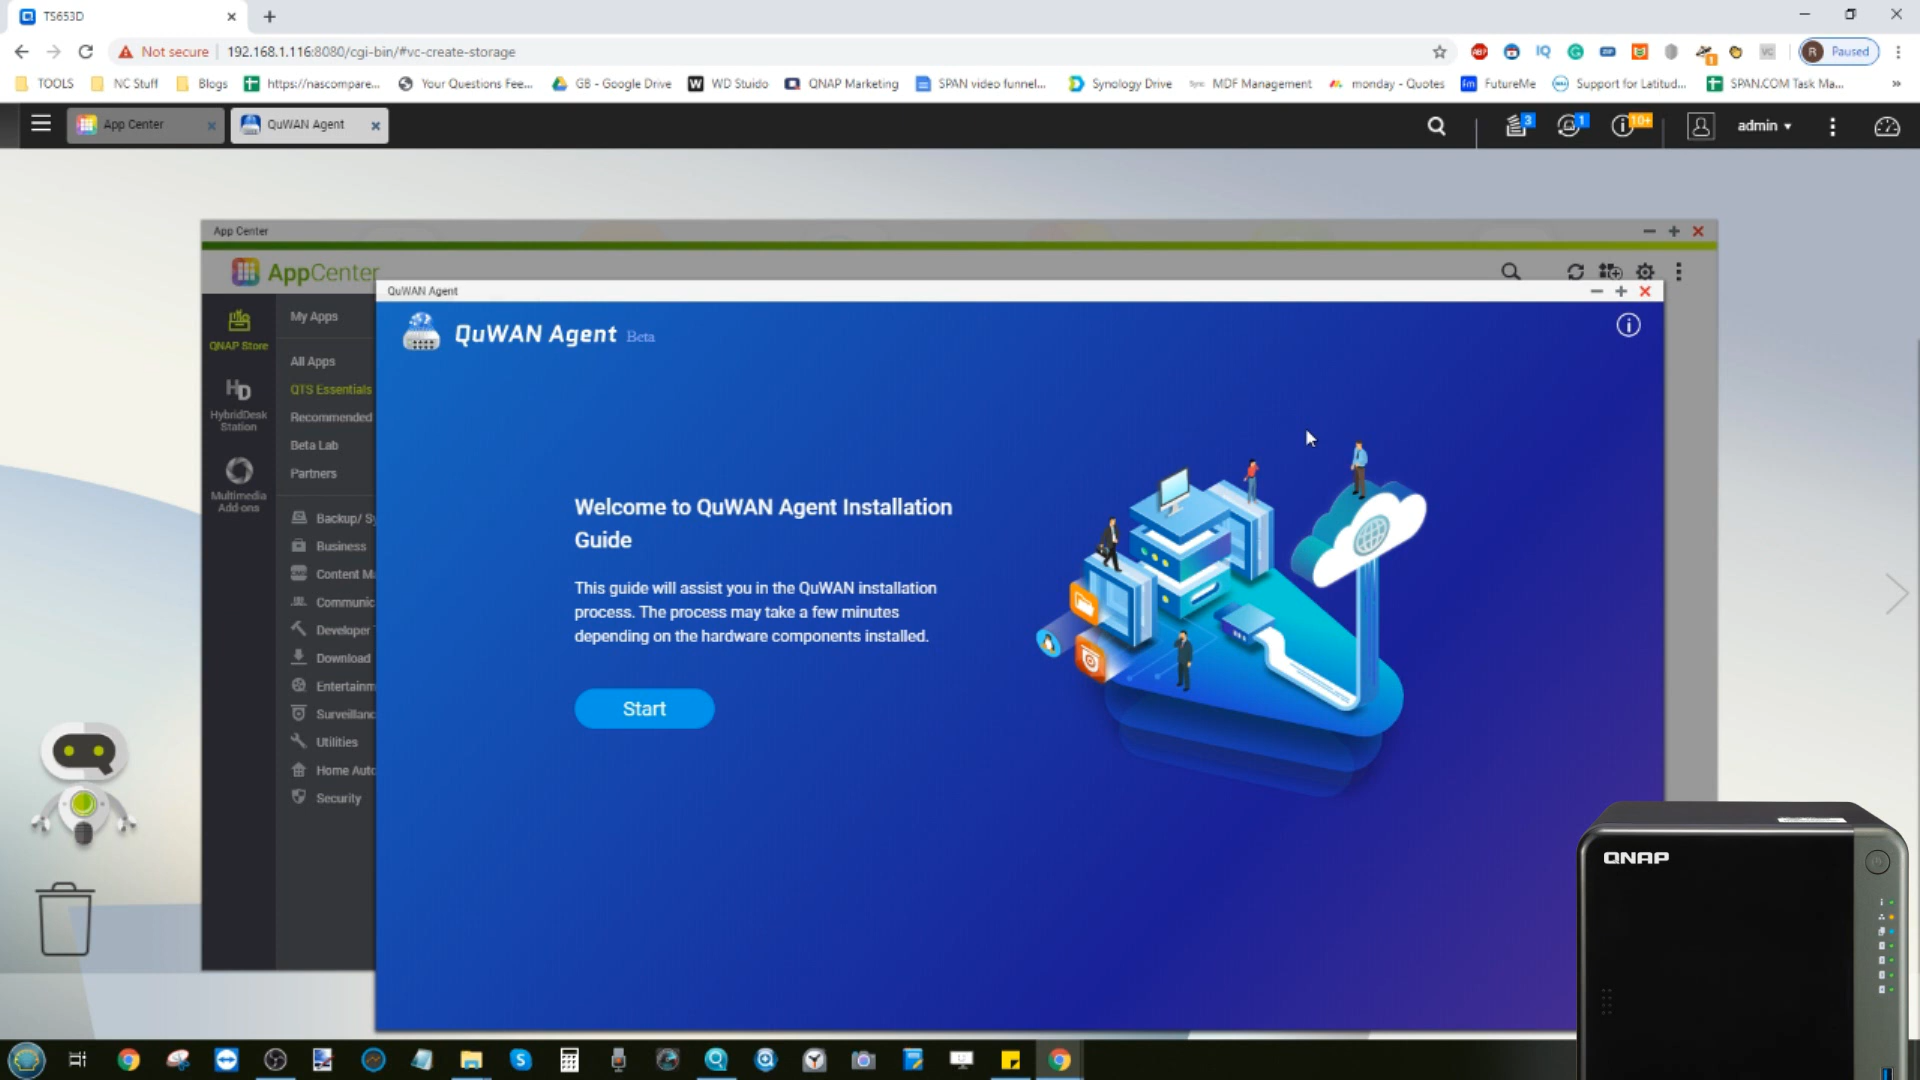 TS653D
Not secure
192.168.1.116:8080/cgi-bin/#vc-create-storage
Paused
TOOLS
NC Stuff
Blogs
https://nascompare...
Your Questions Fee...
GB - Google Drive
WD Stuido
QNAP Marketing
SPAN video funnel...
Synology Drive
MDF Management
monday - Quotes
FutureMe
Support for Latitud...
SPAN.COM Task Ma...
App Center
QuWAN Agent
3
1
10+
admin
App Center
AppCenter
QNAP Store
HD
HybridDesk
Station
Multimedia
Add-ons
My Apps
All Apps
QTS Essentials
Recommended
Beta Lab
Partners
Backup/ Sy
Business
Content M
Communic
Developer
Download
Entertainm
Surveillanc
Utilities
Home Auto
Security
QuWAN Agent
QuWAN Agent Beta
Welcome to QuWAN Agent Installation
Guide
This guide will assist you in the QuWAN installation
process. The process may take a few minutes
depending on the hardware components installed.
Start
QNAP